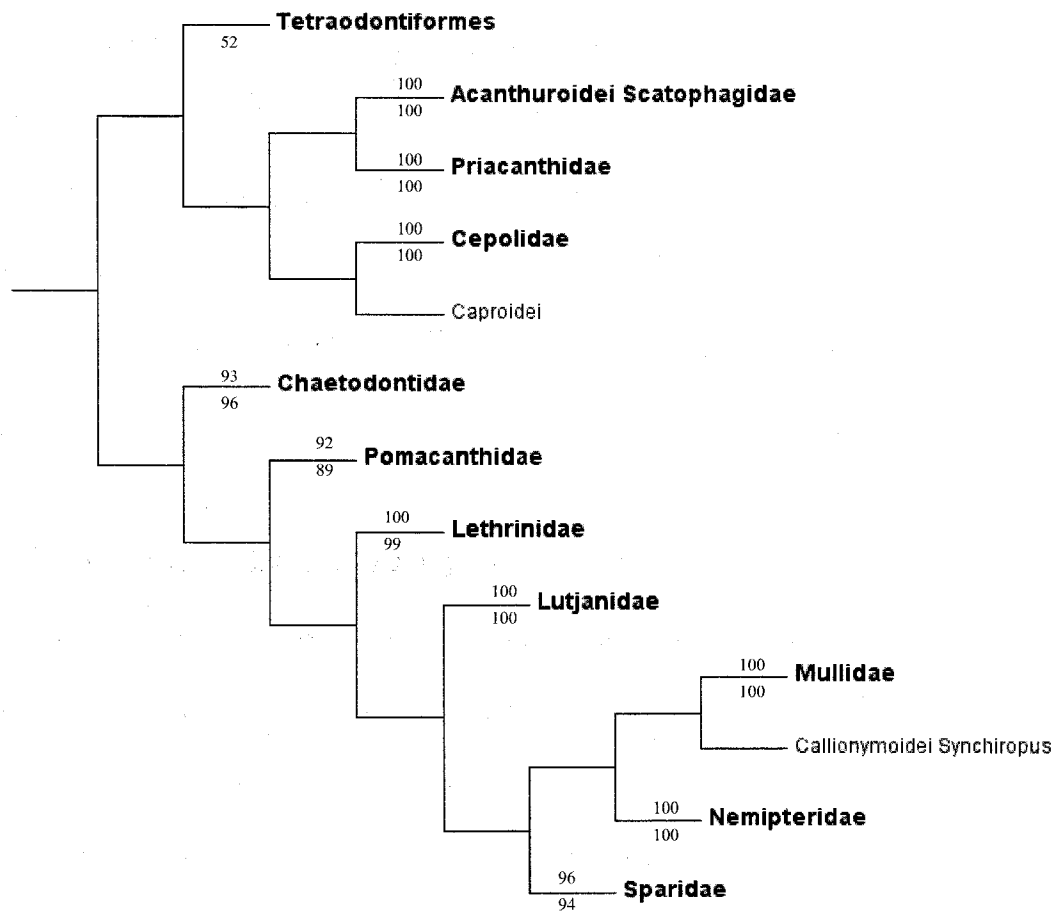 Tetraodontiformes
52
100
Acanthuroidei Scatophagidae
100
100
Priacanthidae
100
100
Cepolidae
100
Caproidei
93
Chaetodontidae
96
92
Pomacanthidae
89
100
Lethrinidae
99
100
Lutjanidae
100
100
Mullidae
100
Callionymoidei Synchiropus
100
Nemipteridae
100
96
Sparidae
94